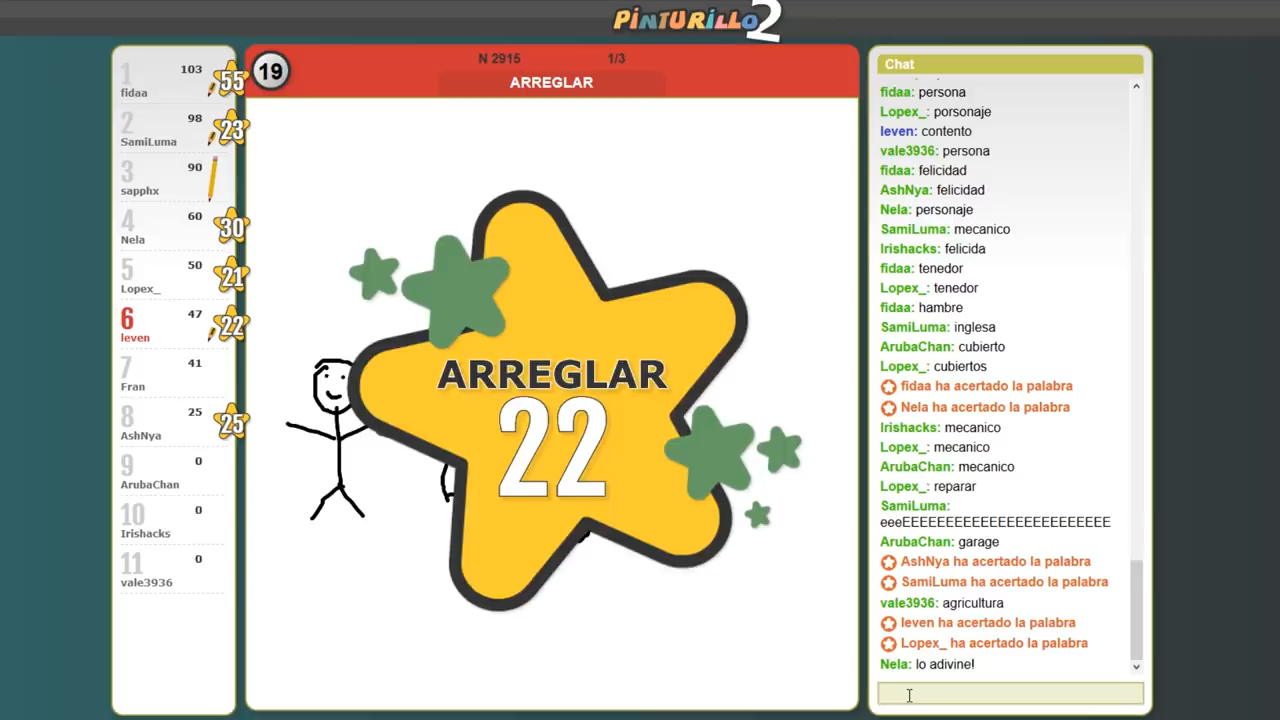 PINTURILLO 2
1 103 55
fidaa
2 98 23
SamiLuma
3 90
sapphx
4 60 30
Nela
5 50 21
Lopex_
6 47 22
leven
7 41
Fran
8 25 25
AshNya
9 0
ArubaChan
10 0
Irishacks
11 0
vale3936
19
N 2915 1/3
ARREGLAR
ARREGLAR
22
Chat
fidaa: persona
Lopex_: porsonaje
leven: contento
vale3936: persona
fidaa: felicidad
AshNya: felicidad
Nela: personaje
SamiLuma: mecanico
Irishacks: felicida
fidaa: tenedor
Lopex_: tenedor
fidaa: hambre
SamiLuma: inglesa
ArubaChan: cubierto
Lopex_: cubiertos
fidaa ha acertado la palabra
Nela ha acertado la palabra
Irishacks: mecanico
Lopex_: mecanico
ArubaChan: mecanico
Lopex_: reparar
SamiLuma:
eeeEEEEEEEEEEEEEEEEEEEEEEEE
ArubaChan: garage
AshNya ha acertado la palabra
SamiLuma ha acertado la palabra
vale3936: agricultura
leven ha acertado la palabra
Lopex_ ha acertado la palabra
Nela: lo adivine!